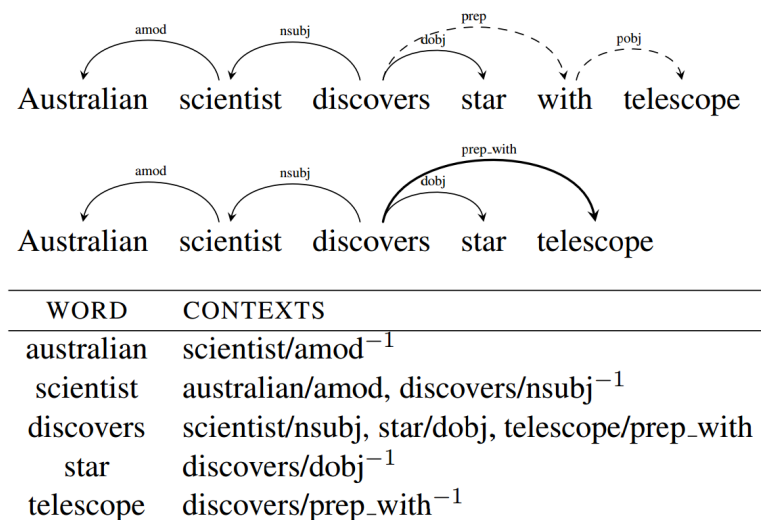 prep
amod nsubj dobj pobj
Australian scientist discovers star with telescope
prep_with
amod nsubj dobj
Australian scientist discovers star telescope
WORD CONTEXTS
australian scientist/amod⁻¹
scientist australian/amod, discovers/nsubj⁻¹
discovers scientist/nsubj, star/dobj, telescope/prep_with
star discovers/dobj⁻¹
telescope discovers/prep_with⁻¹